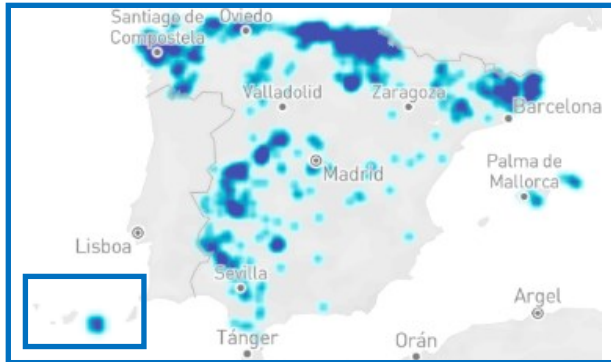 Santiago de
Compostela
Oviedo
Valladolid
Zaragoza
Barcelona
Madrid
Palma de
Mallorca
Lisboa
Sevilla
Argel
Tánger
Orán